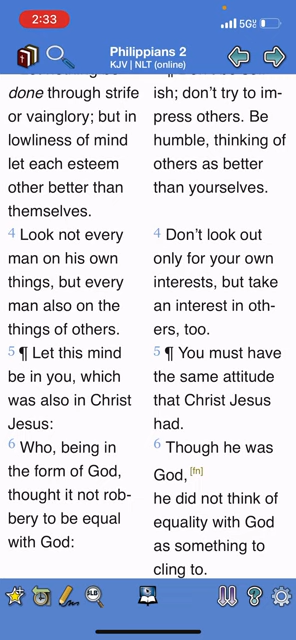 2:33
5G
Philippians 2
KJV | NLT (online)
done through strife
or vainglory; but in
lowliness of mind
let each esteem
other better than
themselves.
4 Look not every
man on his own
things, but every
man also on the
things of others.
5 ¶ Let this mind
be in you, which
was also in Christ
Jesus:
6 Who, being in
the form of God,
thought it not rob-
bery to be equal
with God:
ish; don’t try to im-
press others. Be
humble, thinking of
others as better
than yourselves.
4 Don’t look out
only for your own
interests, but take
an interest in oth-
ers, too.
5 ¶ You must have
the same attitude
that Christ Jesus
had.
6 Though he was
God, [fn]
he did not think of
equality with God
as something to
cling to.
BLB